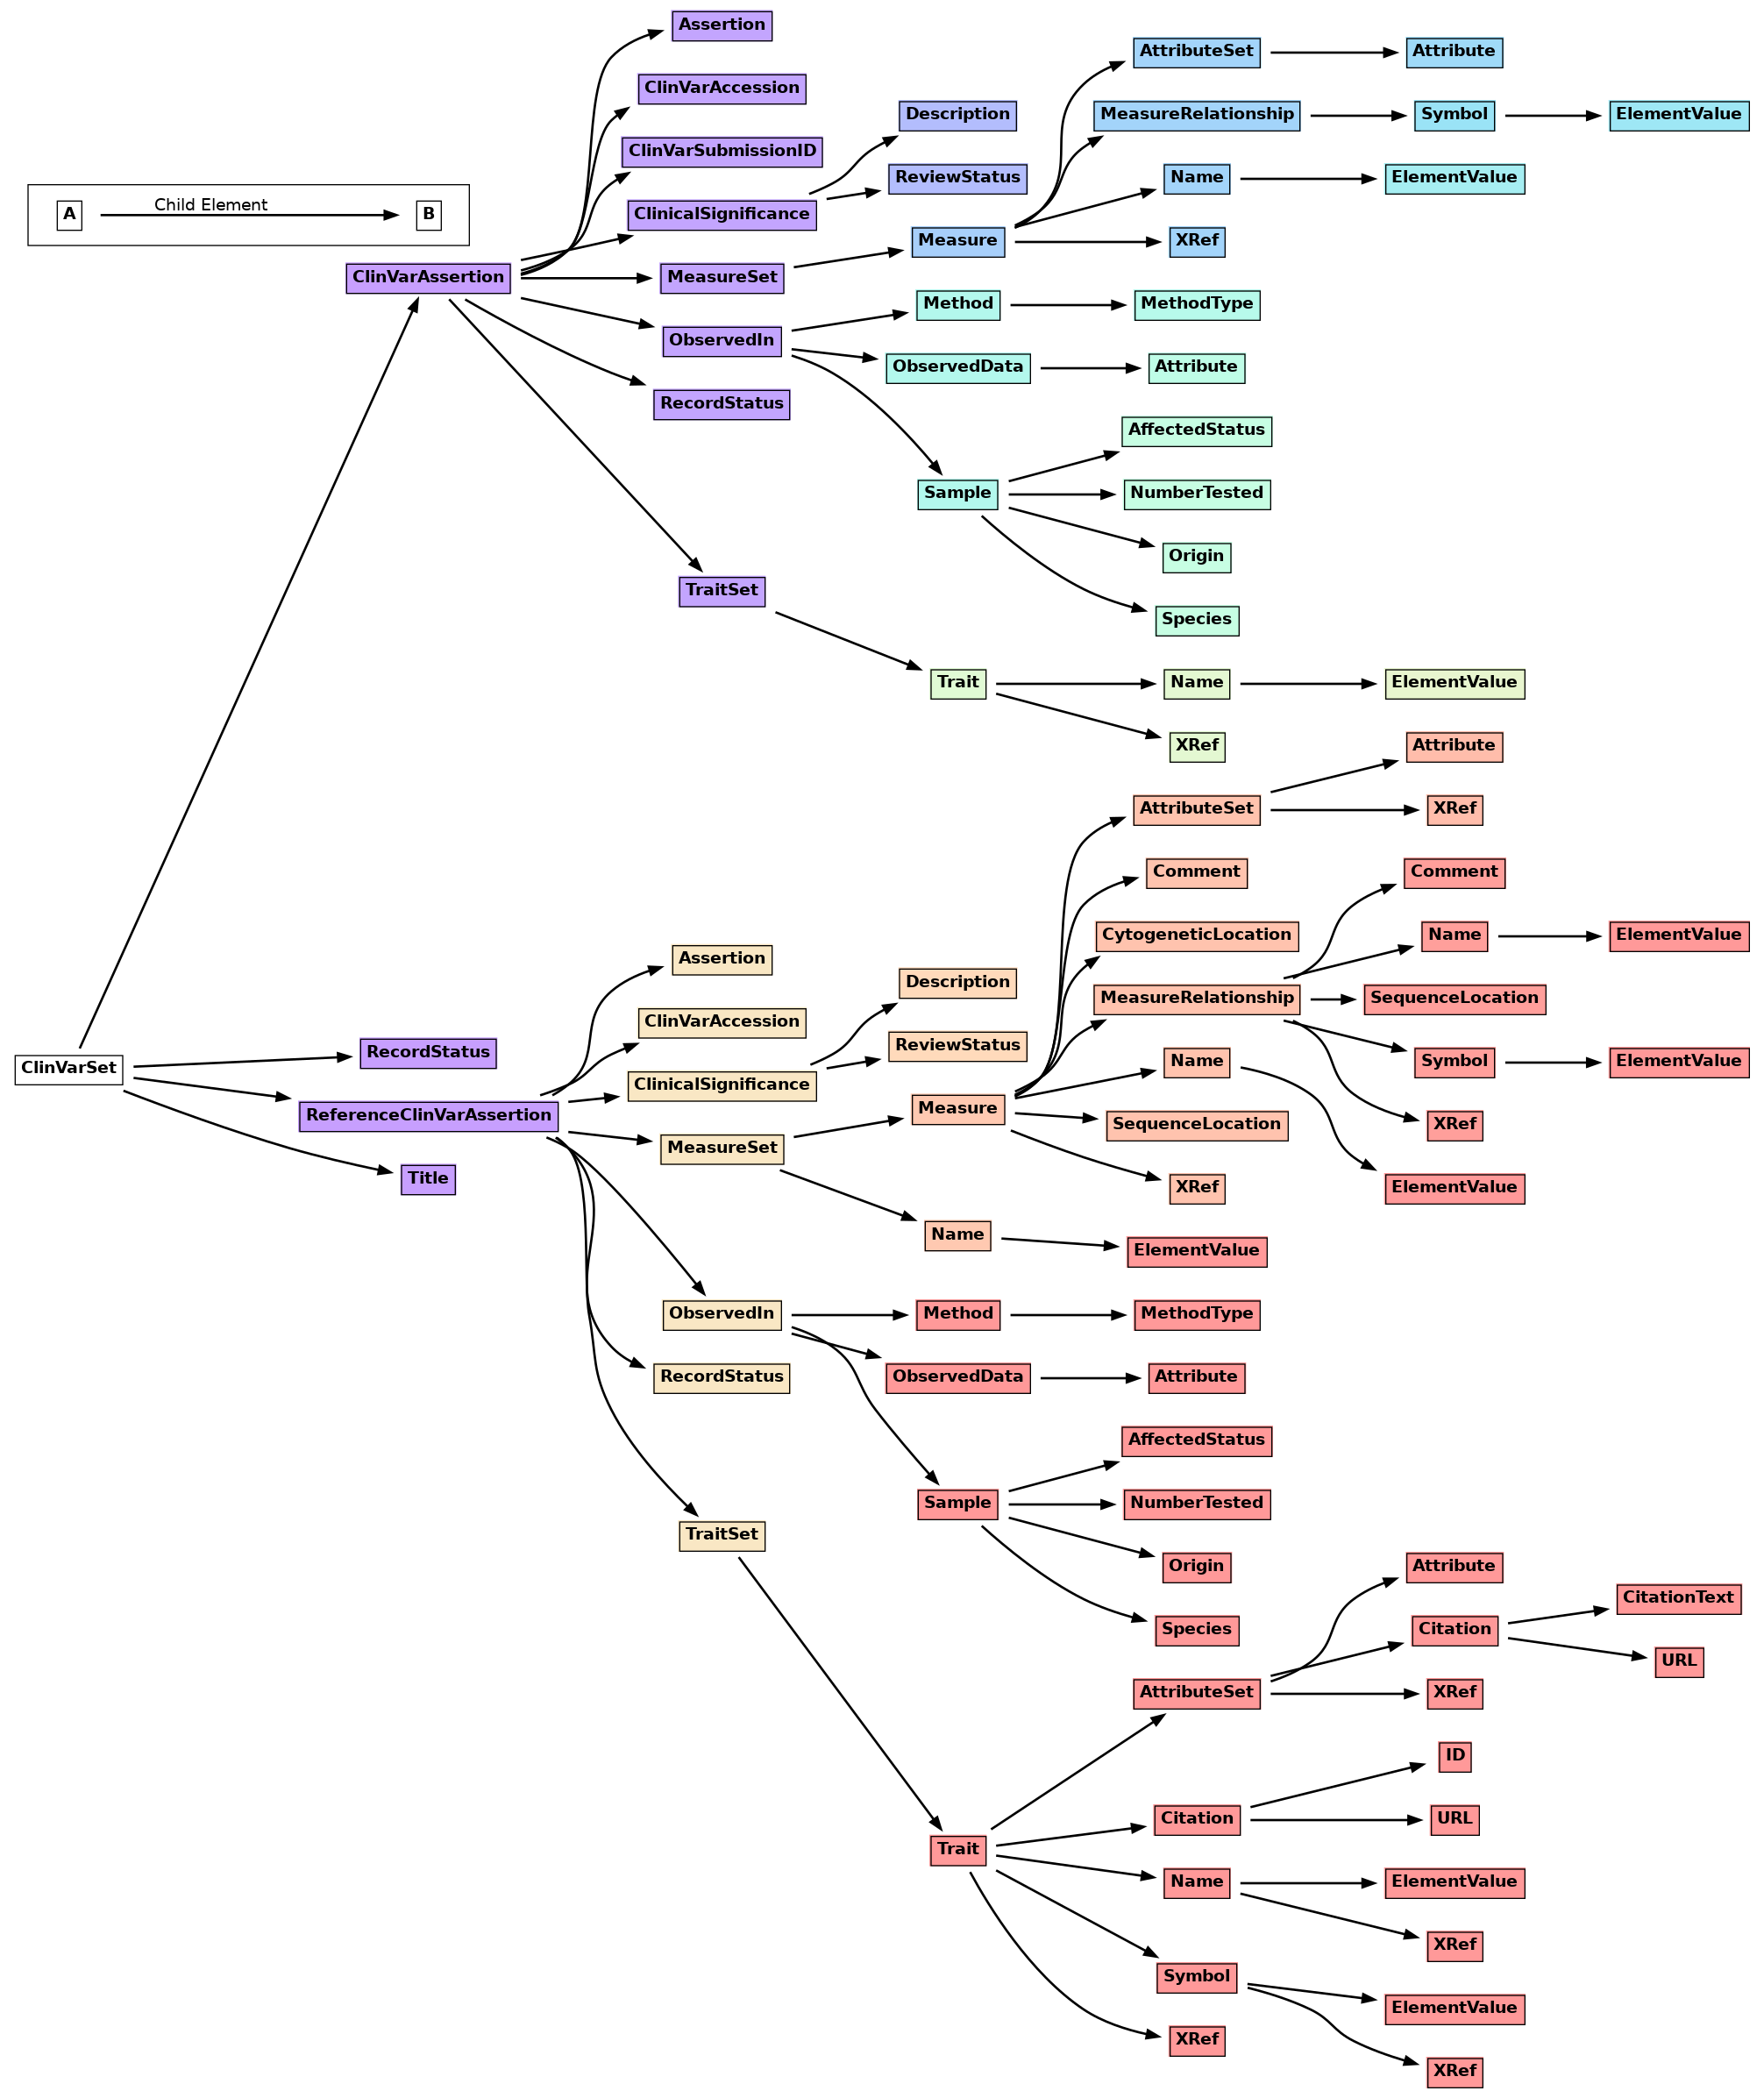 Assertion
AttributeSet
Attribute
ClinVarAccession
Description
MeasureRelationship
Symbol
ElementValue
ClinVarSubmissionID
ReviewStatus
Name
ElementValue
A
Child Element
B
ClinicalSignificance
Measure
XRef
ClinVarAssertion
MeasureSet
Method
MethodType
ObservedIn
ObservedData
Attribute
RecordStatus
AffectedStatus
Sample
NumberTested
Origin
TraitSet
Species
Trait
Name
ElementValue
XRef
Attribute
AttributeSet
XRef
Comment
Comment
CytogeneticLocation
Name
ElementValue
Assertion
Description
MeasureRelationship
SequenceLocation
ClinVarAccession
ReviewStatus
RecordStatus
Name
Symbol
ElementValue
ClinVarSet
ClinicalSignificance
Measure
ReferenceClinVarAssertion
SequenceLocation
XRef
MeasureSet
Title
XRef
ElementValue
Name
ElementValue
ObservedIn
Method
MethodType
RecordStatus
ObservedData
Attribute
AffectedStatus
Sample
NumberTested
TraitSet
Origin
Attribute
CitationText
Species
Citation
URL
AttributeSet
XRef
ID
Citation
URL
Trait
Name
ElementValue
XRef
Symbol
ElementValue
XRef
XRef